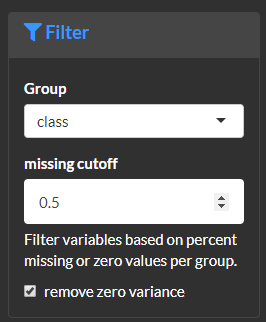 Filter
Group
class
missing cutoff
0.5
Filter variables based on percent
missing or zero values per group.
remove zero variance